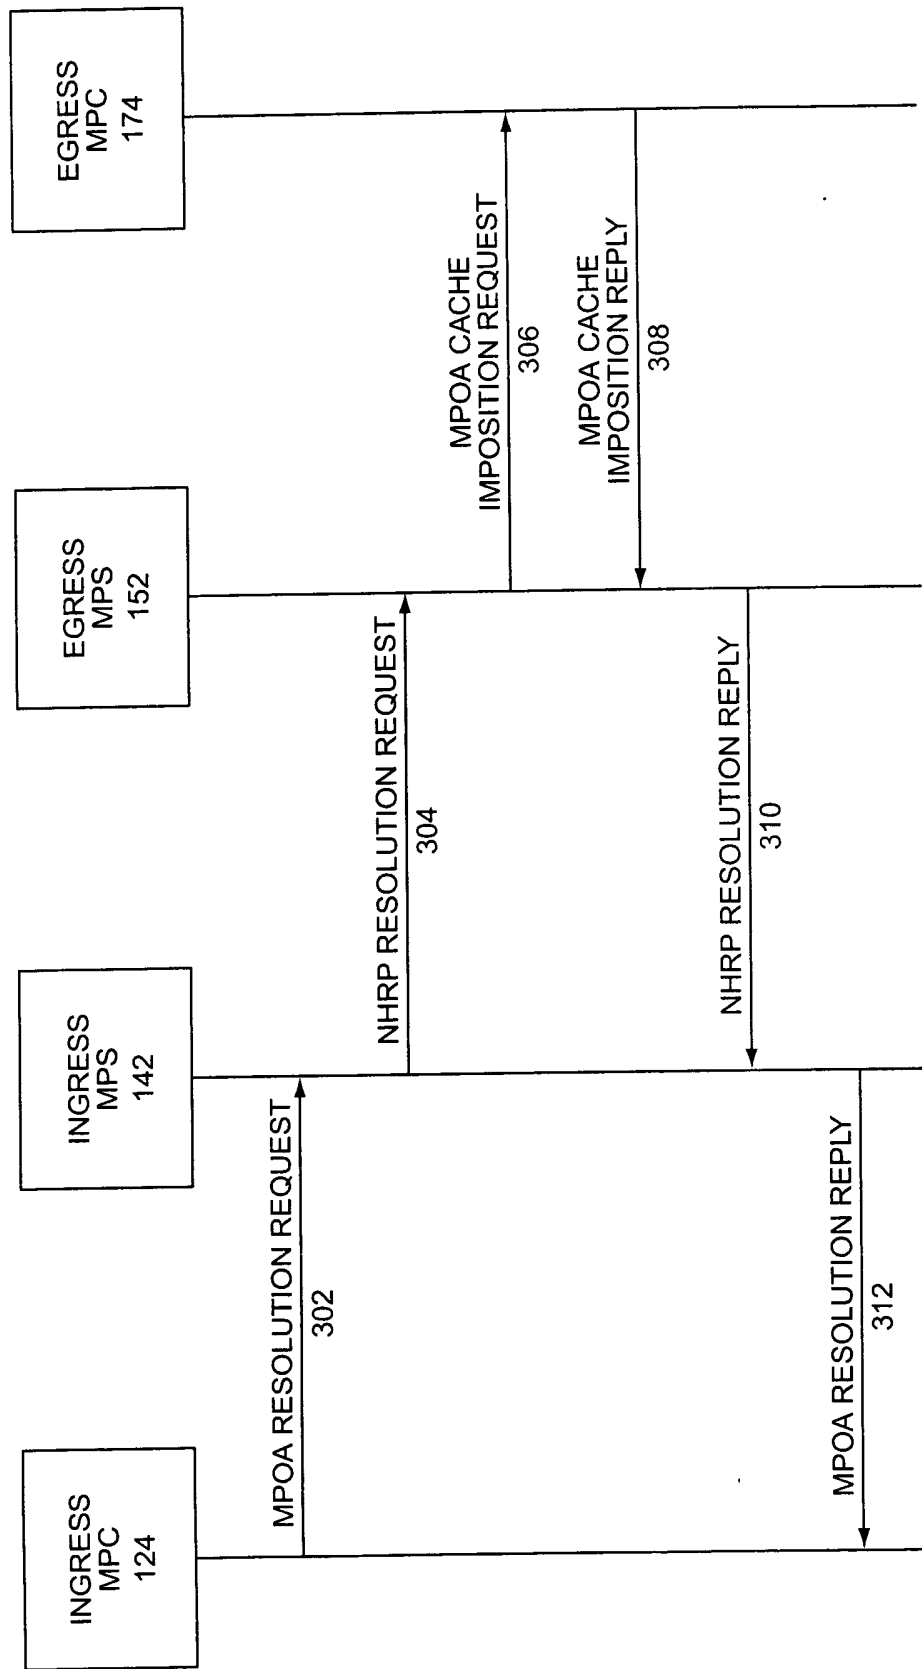 INGRESS
MPC
124
INGRESS
MPS
142
EGRESS
MPS
152
EGRESS
MPC
174
MPOA RESOLUTION REQUEST
302
NHRP RESOLUTION REQUEST
304
MPOA CACHE
IMPOSITION REQUEST
306
MPOA CACHE
IMPOSITION REPLY
308
NHRP RESOLUTION REPLY
310
MPOA RESOLUTION REPLY
312